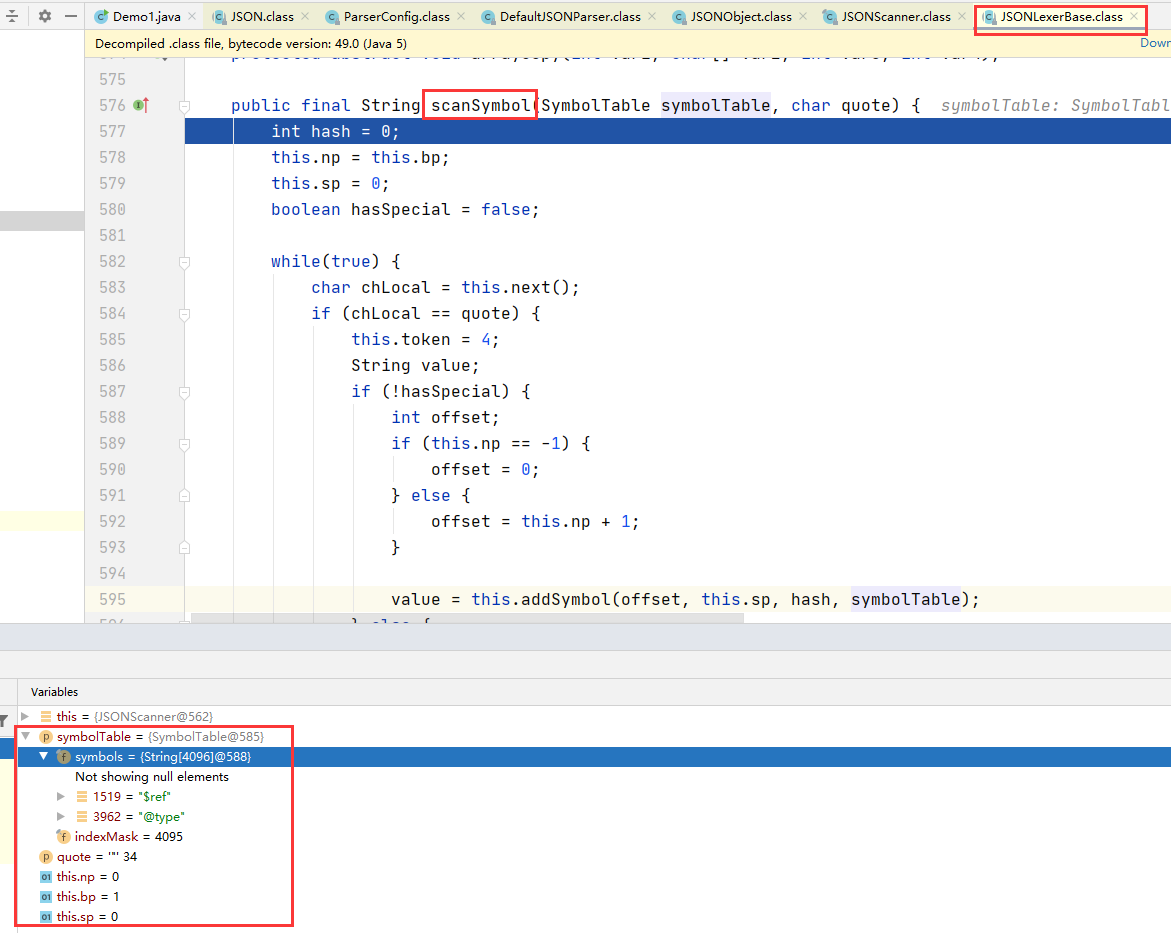 Demo1.java JSON.class ParserConfig.class DefaultJSONParser.class JSONObject.class JSONScanner.class JSONLexerBase.class
Decompiled .class file, bytecode version: 49.0 (Java 5) Down
575
576 public final String scanSymbol(SymbolTable symbolTable, char quote) { symbolTable: SymbolTabl
577 int hash = 0;
578 this.np = this.bp;
579 this.sp = 0;
580 boolean hasSpecial = false;
581
582 while(true) {
583 char chLocal = this.next();
584 if (chLocal == quote) {
585 this.token = 4;
586 String value;
587 if (!hasSpecial) {
588 int offset;
589 if (this.np == -1) {
590 offset = 0;
591 } else {
592 offset = this.np + 1;
593 }
594
595 value = this.addSymbol(offset, this.sp, hash, symbolTable);
Variables
this = {JSONScanner@562}
symbolTable = {SymbolTable@585}
symbols = {String[4096]@588}
Not showing null elements
1519 = "$ref"
3962 = "@type"
indexMask = 4095
quote = '"' 34
this.np = 0
this.bp = 1
this.sp = 0